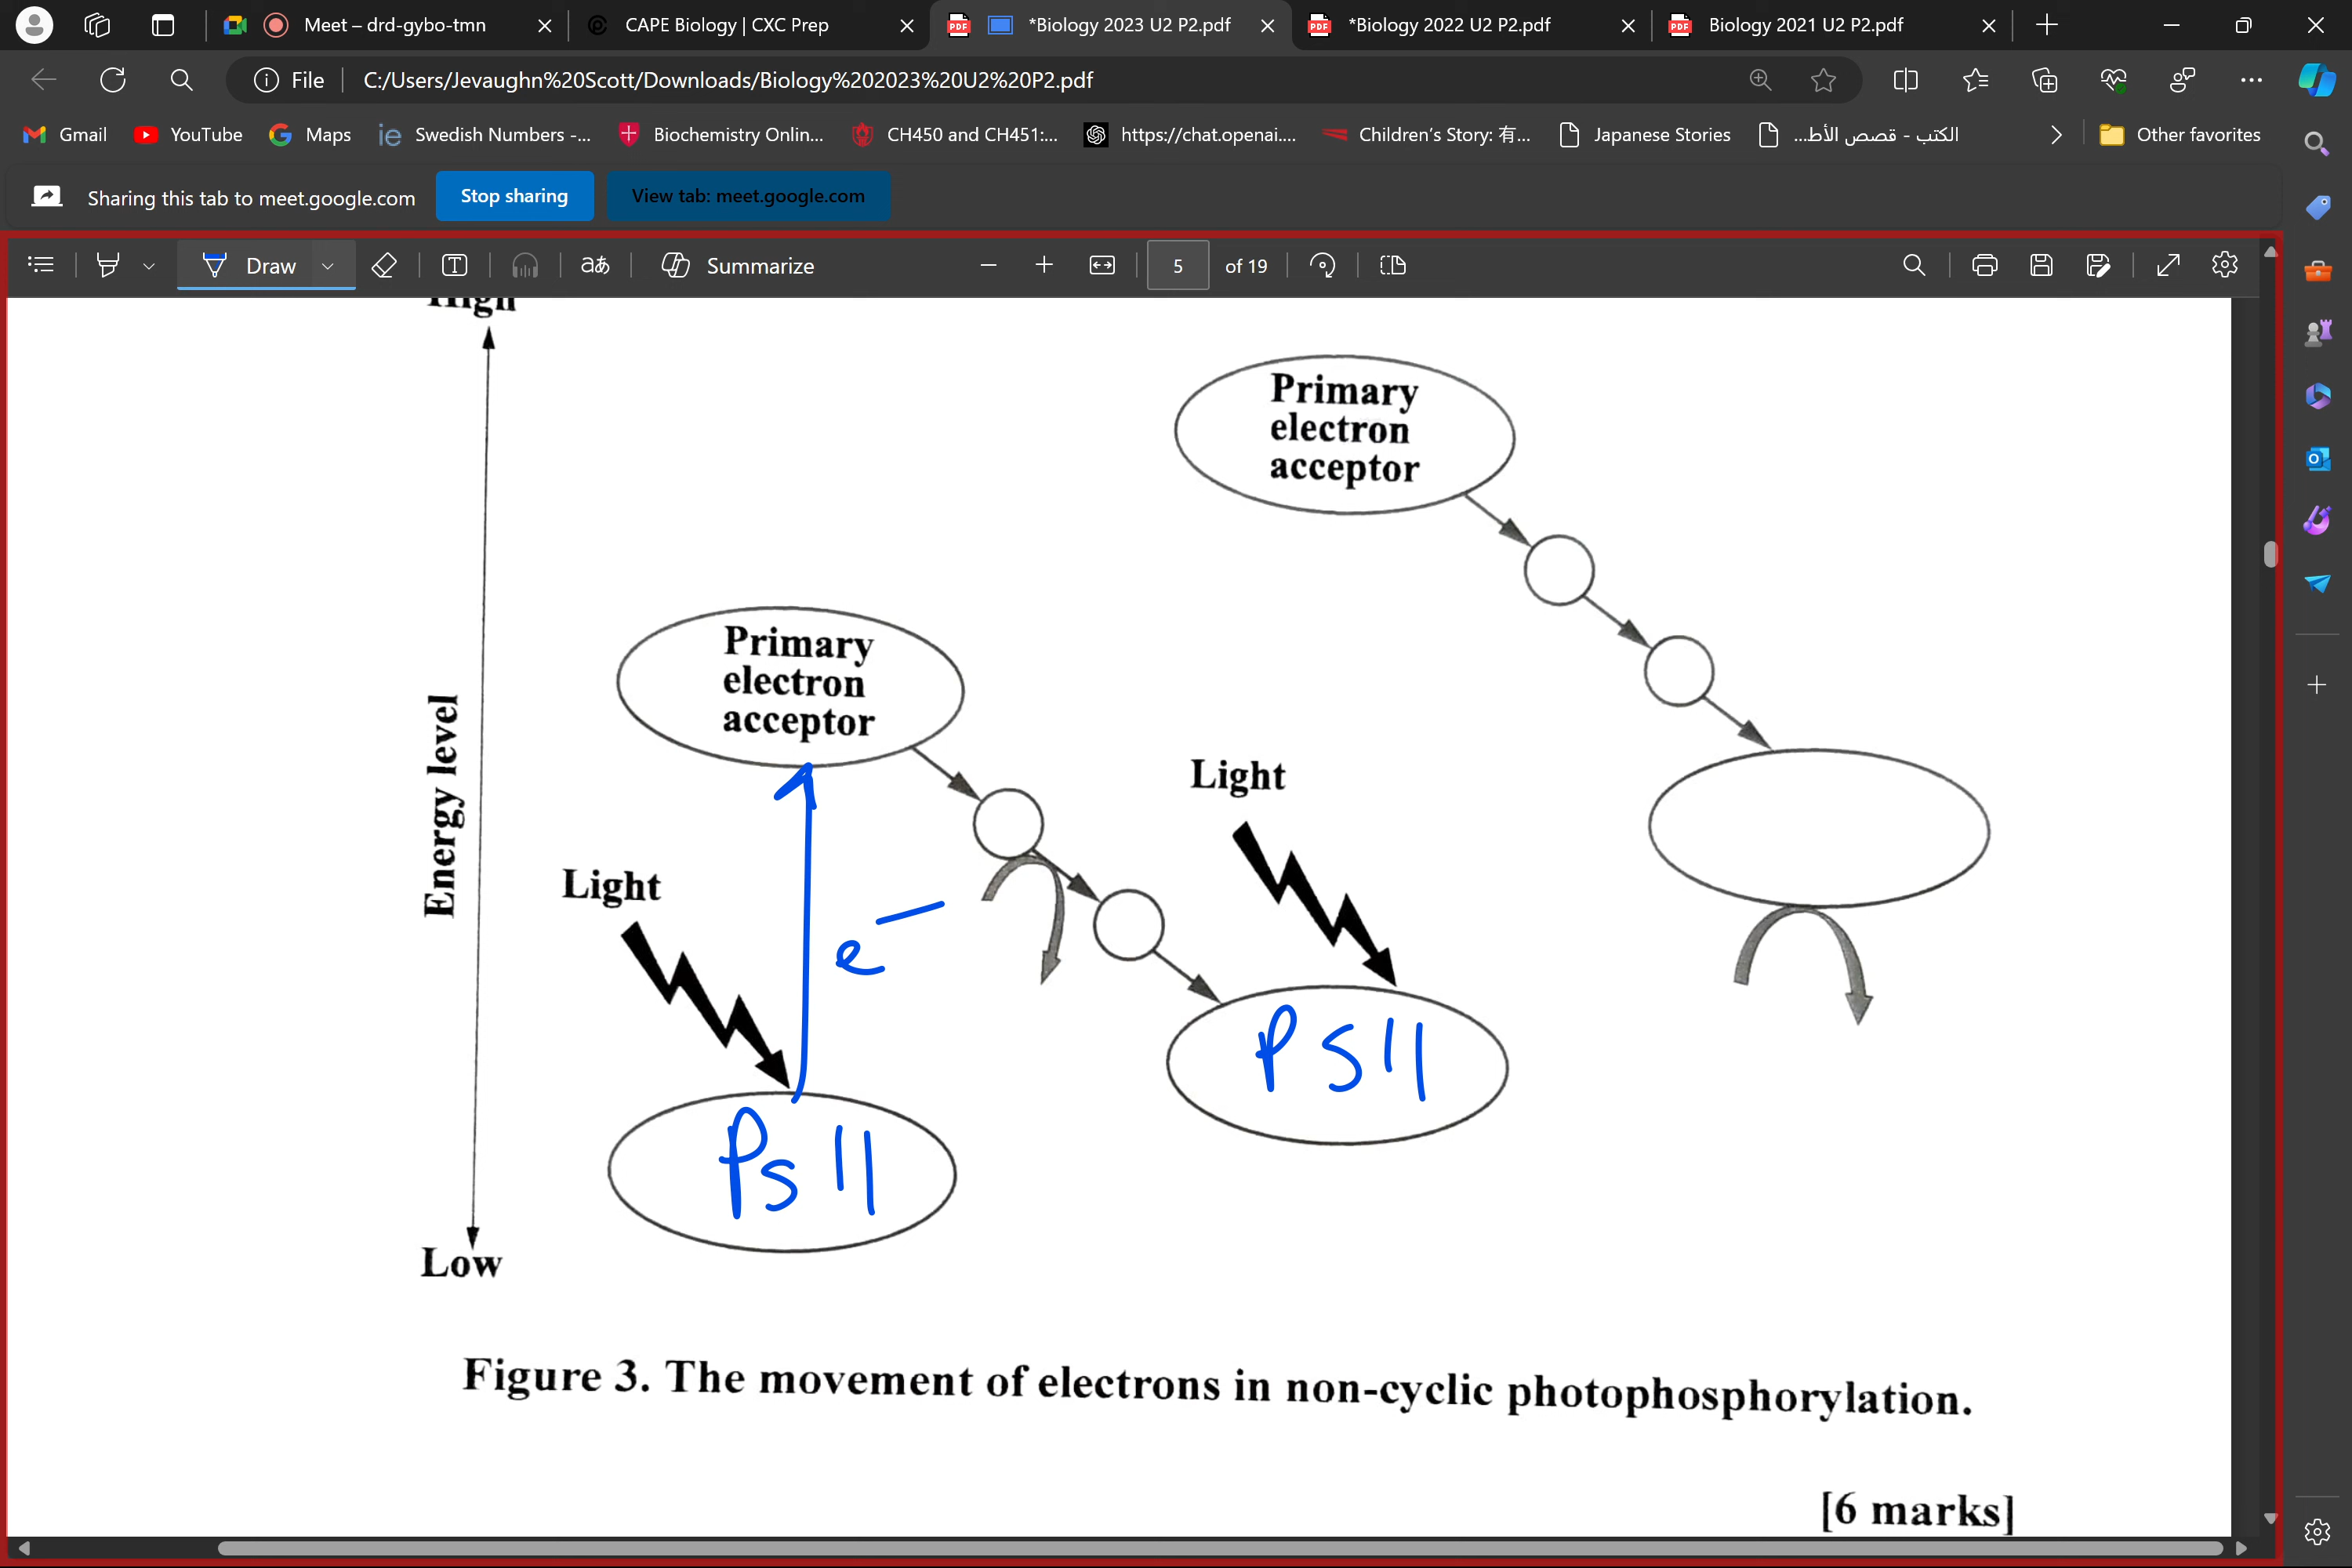 Meet – drd-gybo-tmn
CAPE Biology | CXC Prep
*Biology 2023 U2 P2.pdf
*Biology 2022 U2 P2.pdf
Biology 2021 U2 P2.pdf
File
C:/Users/Jevaughn%20Scott/Downloads/Biology%202023%20U2%20P2.pdf
Gmail
YouTube
Maps
Swedish Numbers -...
Biochemistry Onlin...
CH450 and CH451:...
https://chat.openai....
Children's Story: 有...
Japanese Stories
الكتب - قصص الأط...
Other favorites
Sharing this tab to meet.google.com
Stop sharing
View tab: meet.google.com
Draw
aあ
Summarize
5 of 19
High
Primary
electron
acceptor
Primary
electron
acceptor
Energy level
Light
Light
e⁻
PS II
PS II
Low
Figure 3. The movement of electrons in non-cyclic photophosphorylation.
[6 marks]